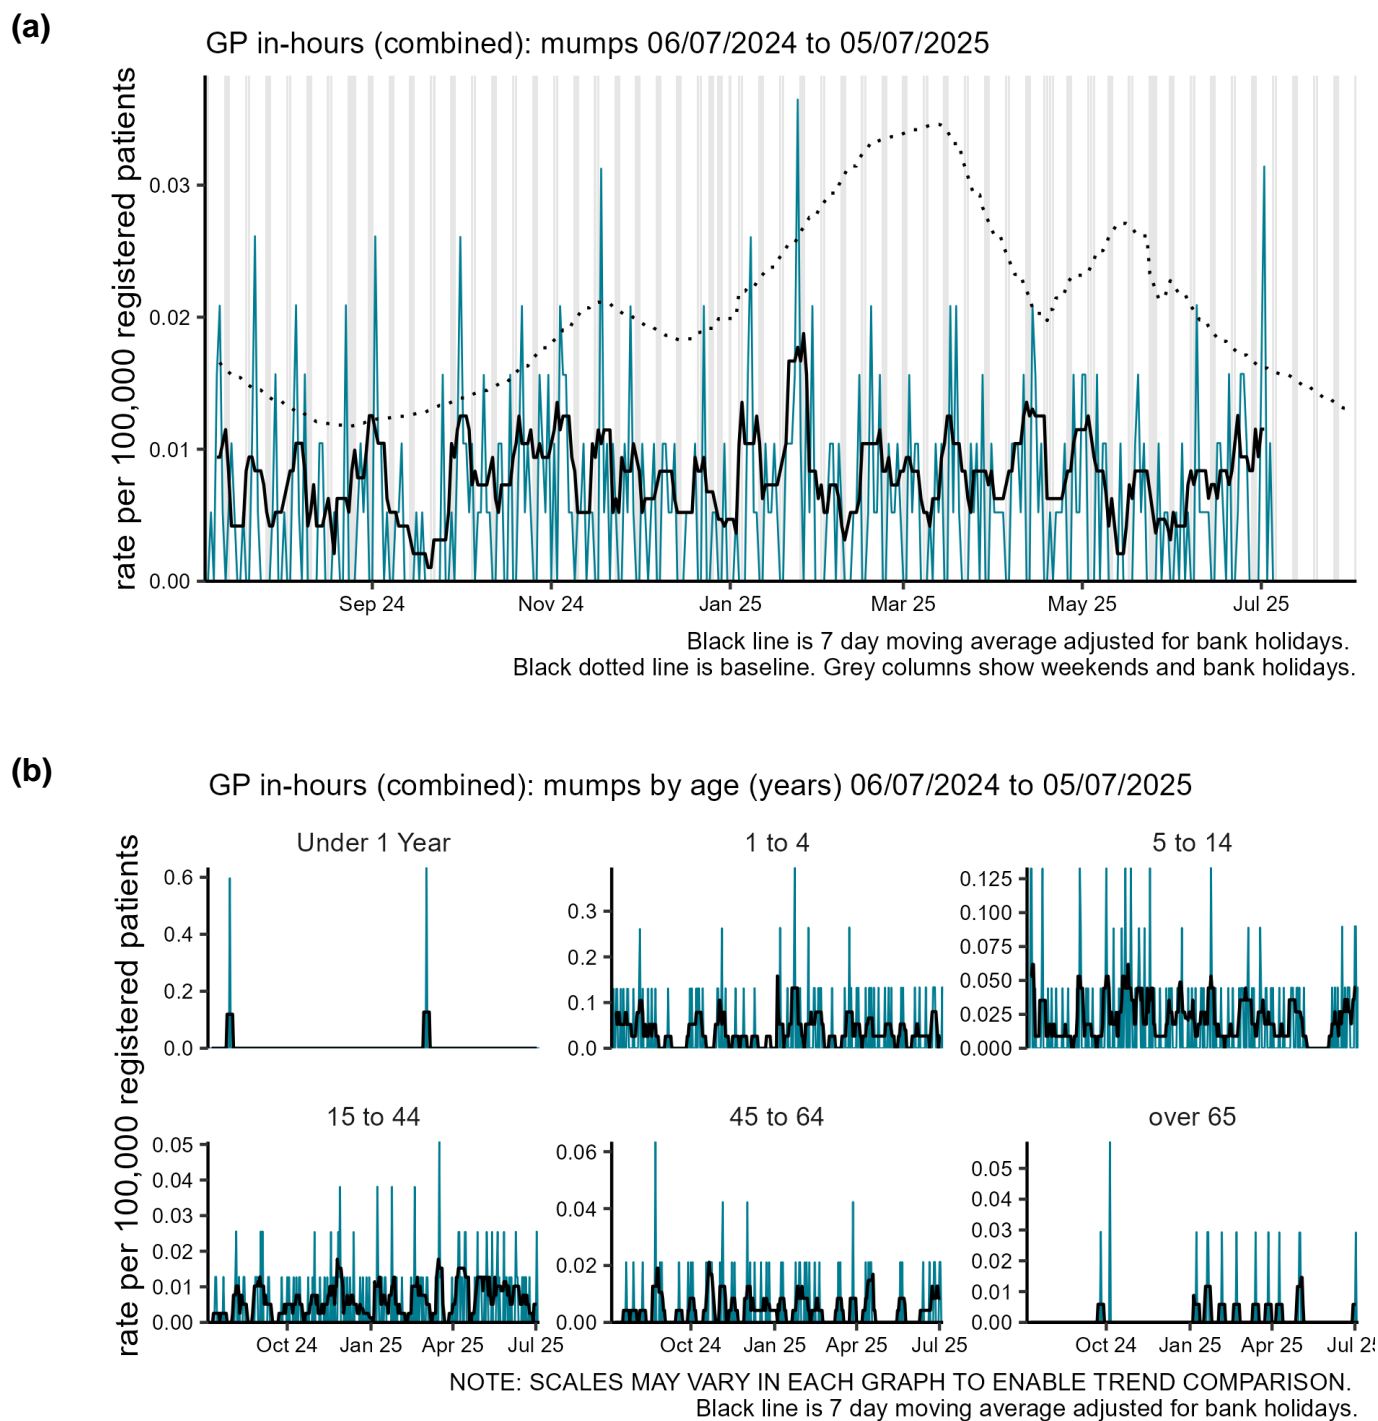 (a)
GP in-hours (combined): mumps 06/07/2024 to 05/07/2025
rate per 100,000 registered patients
0.03
0.02
0.01
0.00
Sep 24 Nov 24 Jan 25 Mar 25 May 25 Jul 25
Black line is 7 day moving average adjusted for bank holidays.
Black dotted line is baseline. Grey columns show weekends and bank holidays.
(b)
GP in-hours (combined): mumps by age (years) 06/07/2024 to 05/07/2025
rate per 100,000 registered patients
Under 1 Year
0.6
0.4
0.2
0.0
1 to 4
0.3
0.2
0.1
0.0
5 to 14
0.125
0.100
0.075
0.050
0.025
0.000
15 to 44
0.05
0.04
0.03
0.02
0.01
0.00
Oct 24 Jan 25 Apr 25 Jul 25
45 to 64
0.06
0.04
0.02
0.00
Oct 24 Jan 25 Apr 25 Jul 25
over 65
0.05
0.04
0.03
0.02
0.01
0.00
Oct 24 Jan 25 Apr 25 Jul 25
NOTE: SCALES MAY VARY IN EACH GRAPH TO ENABLE TREND COMPARISON.
Black line is 7 day moving average adjusted for bank holidays.